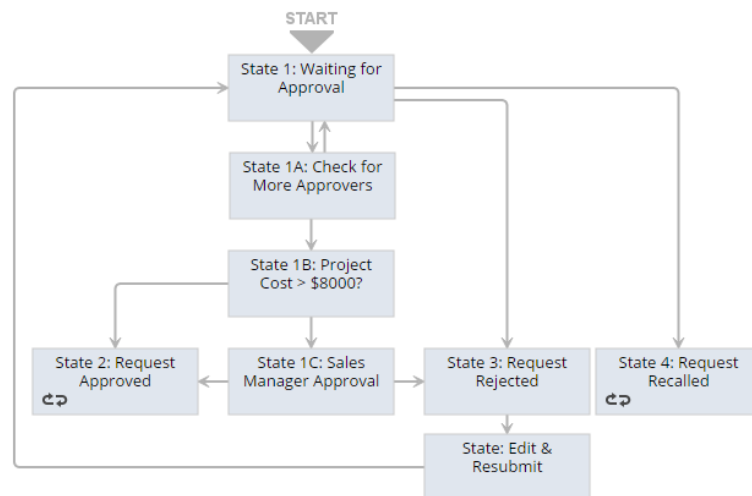 START
State 1: Waiting for
Approval
State 1A: Check for
More Approvers
State 1B: Project
Cost > $8000?
State 2: Request
Approved
State 1C: Sales
Manager Approval
State 3: Request
Rejected
State 4: Request
Recalled
State: Edit &
Resubmit